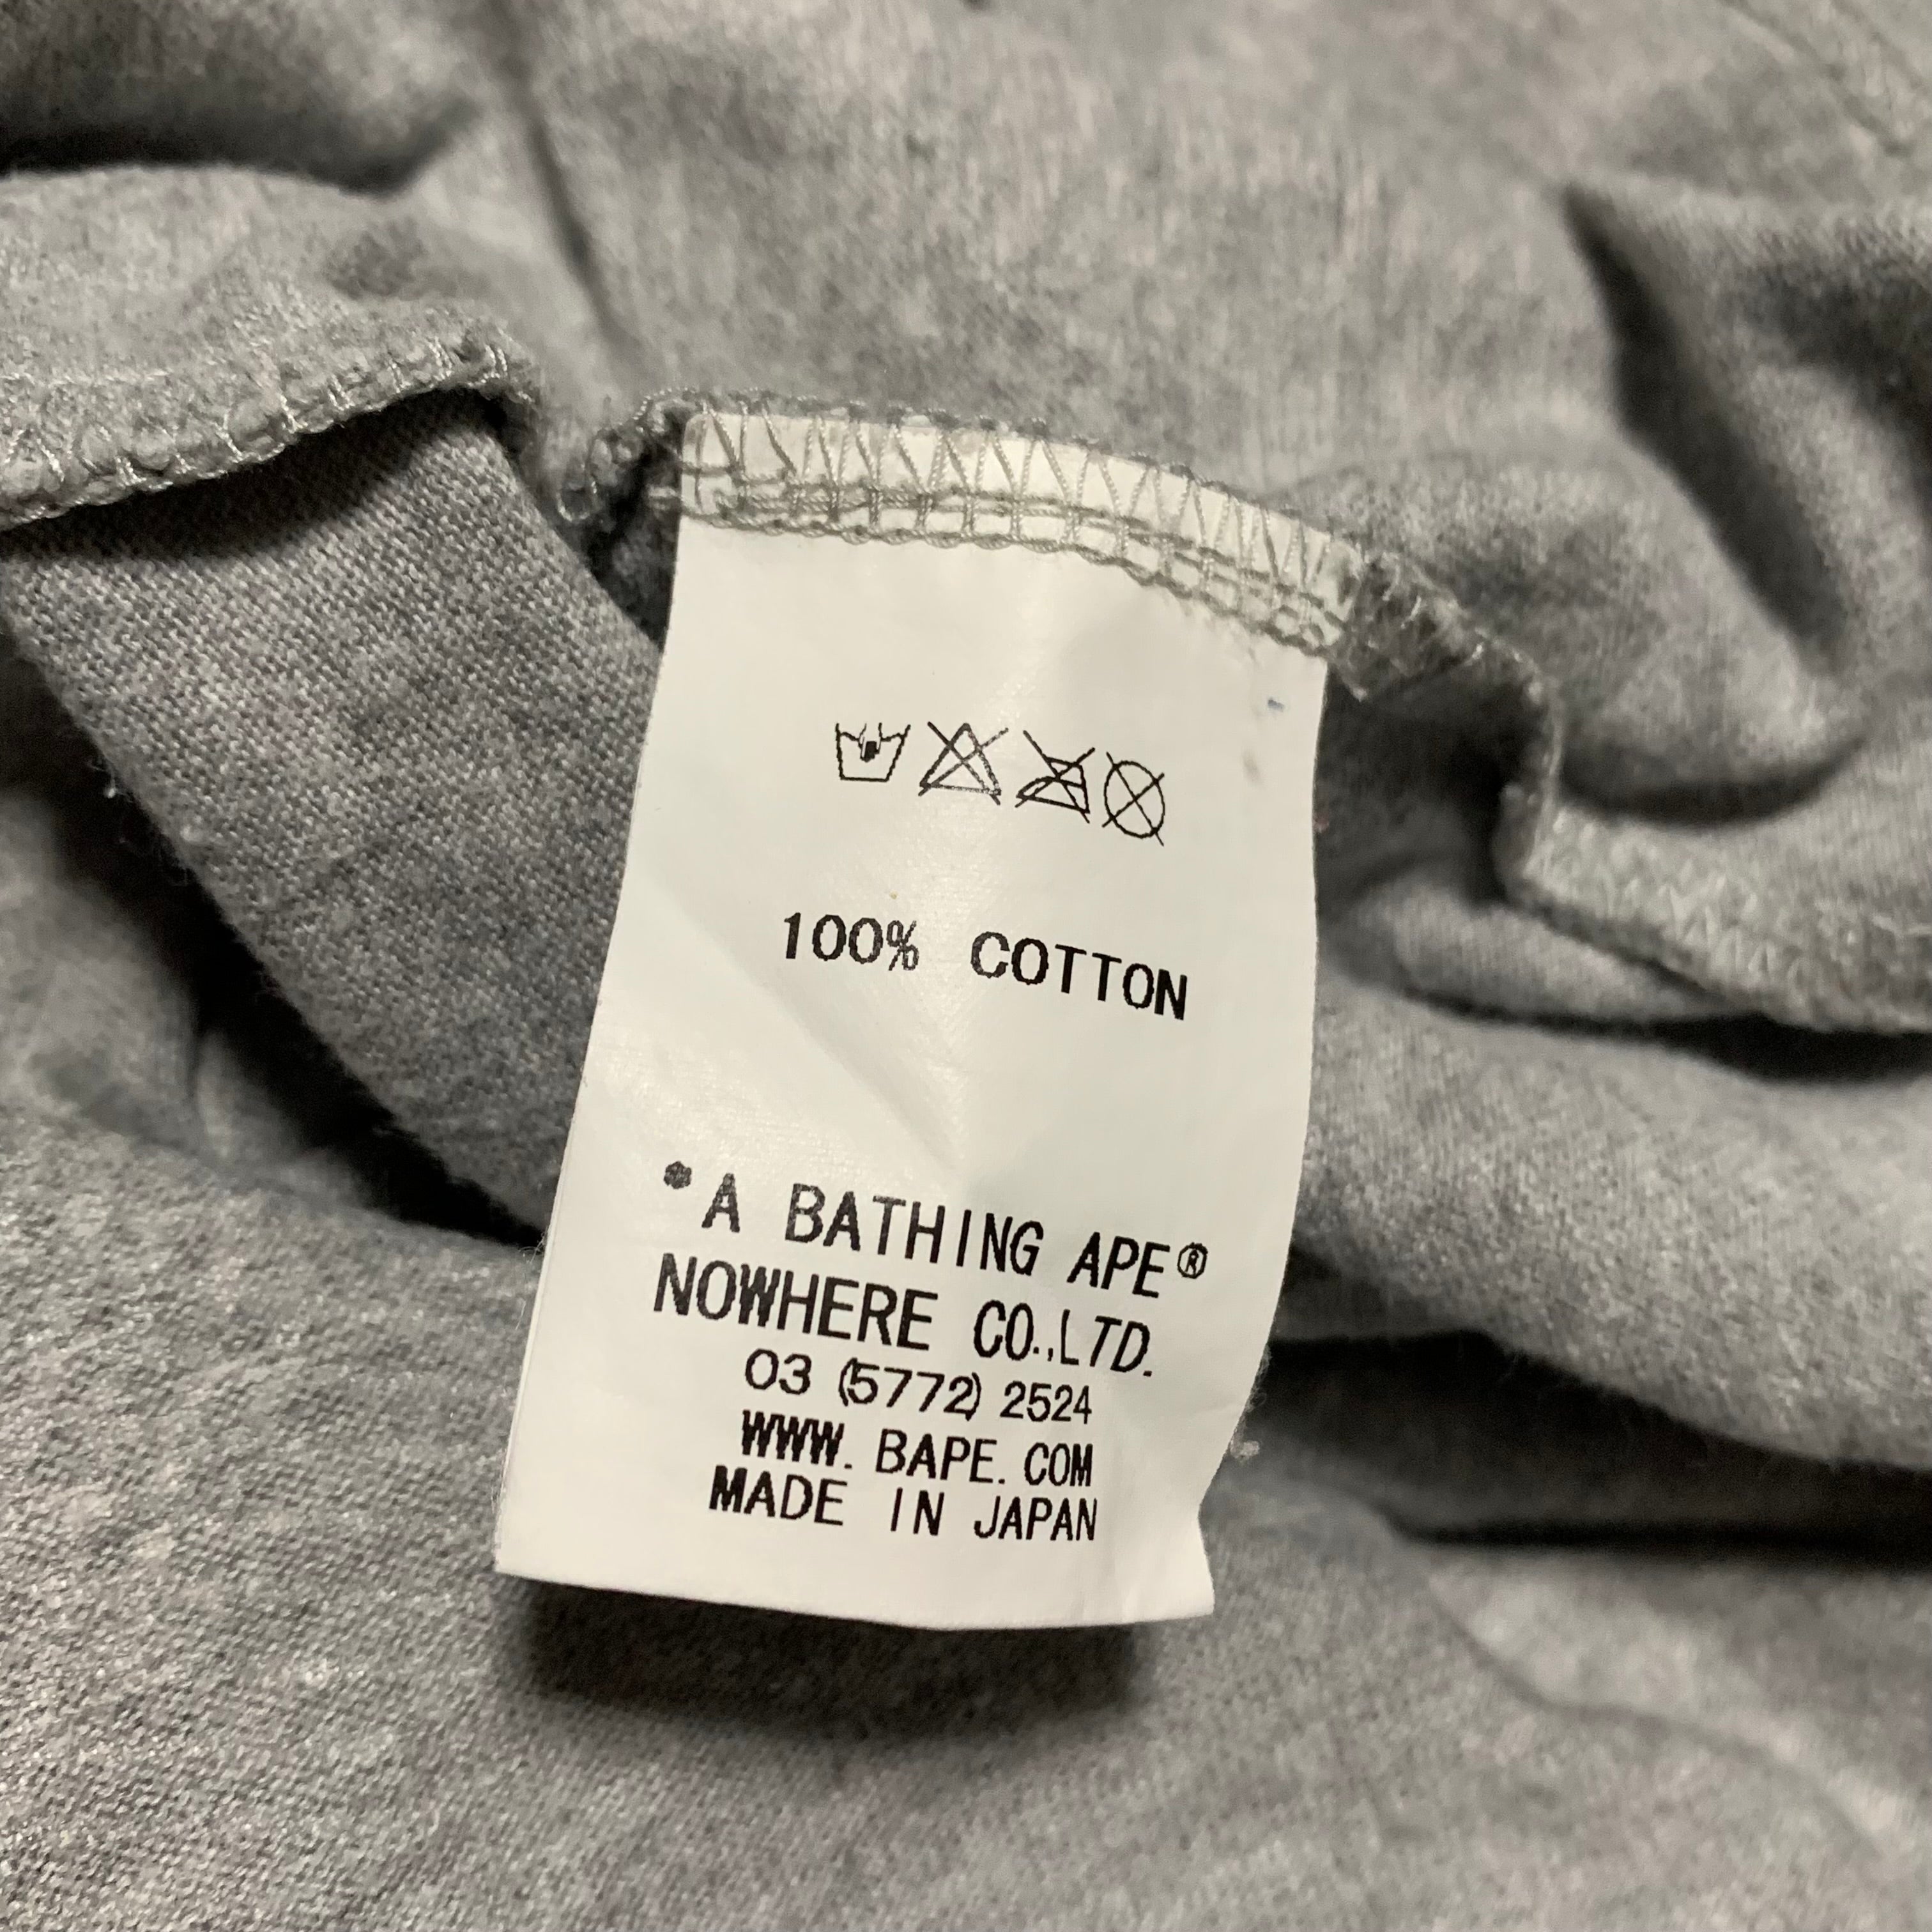 100% COTTON
*A BATHING APE®
NOWHERE CO.,LTD.
03 (5772) 2524
WWW. BAPE. COM
MADE IN JAPAN